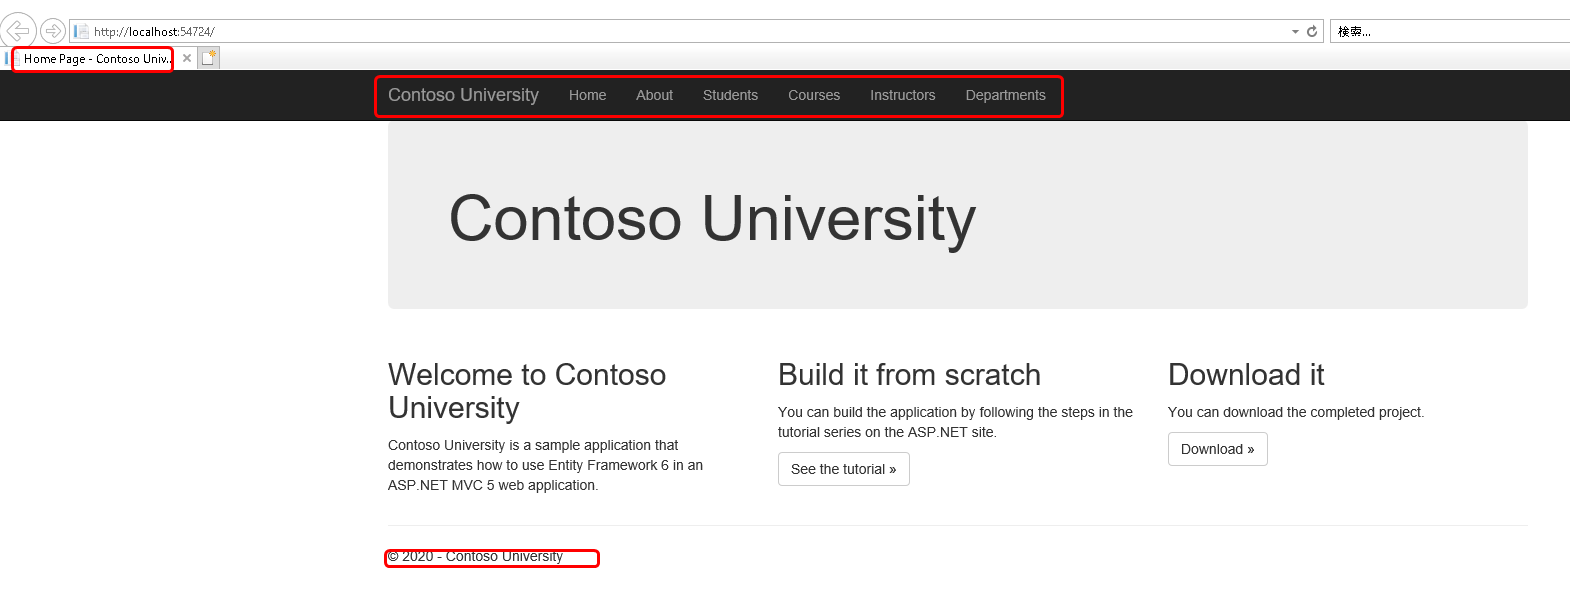 http://localhost:54724/
検索...
Home Page - Contoso Univ...
Contoso University Home About Students Courses Instructors Departments
Contoso University
Welcome to Contoso
University
Contoso University is a sample application that
demonstrates how to use Entity Framework 6 in an
ASP.NET MVC 5 web application.
Build it from scratch
You can build the application by following the steps in the
tutorial series on the ASP.NET site.
See the tutorial »
Download it
You can download the completed project.
Download »
© 2020 - Contoso University